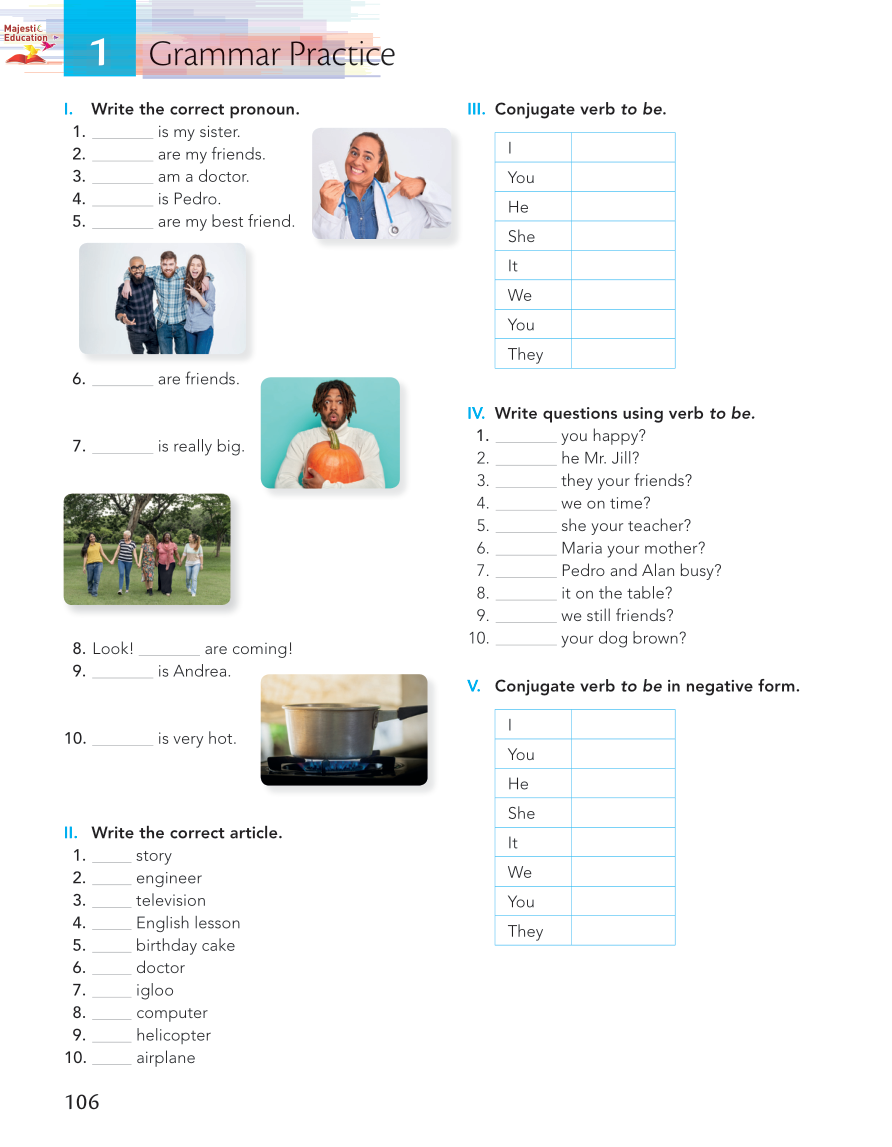 Majestic
Education
1 Grammar Practice
I. Write the correct pronoun.
1. ________ is my sister.
2. ________ are my friends.
3. ________ am a doctor.
4. ________ is Pedro.
5. ________ are my best friend.
6. ________ are friends.
7. ________ is really big.
8. Look! ________ are coming!
9. ________ is Andrea.
10. ________ is very hot.
II. Write the correct article.
1. _____ story
2. _____ engineer
3. _____ television
4. _____ English lesson
5. _____ birthday cake
6. _____ doctor
7. _____ igloo
8. _____ computer
9. _____ helicopter
10. _____ airplane
III. Conjugate verb to be.
I
You
He
She
It
We
You
They
IV. Write questions using verb to be.
1. ________ you happy?
2. ________ he Mr. Jill?
3. ________ they your friends?
4. ________ we on time?
5. ________ she your teacher?
6. ________ Maria your mother?
7. ________ Pedro and Alan busy?
8. ________ it on the table?
9. ________ we still friends?
10. ________ your dog brown?
V. Conjugate verb to be in negative form.
I
You
He
She
It
We
You
They
106